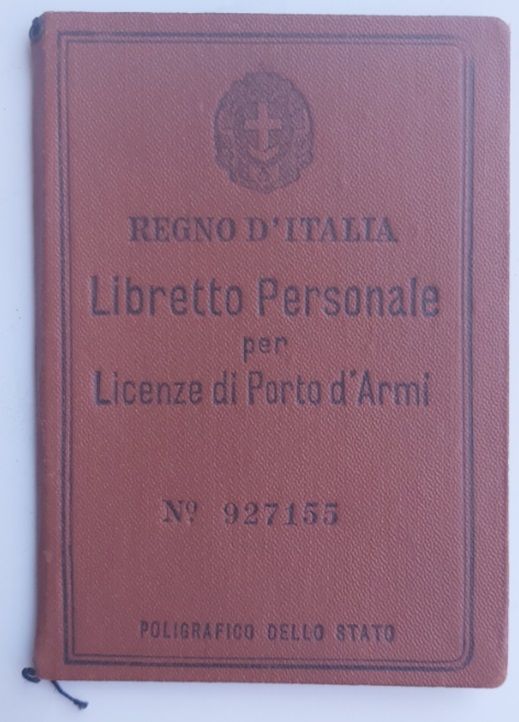 REGNO D'ITALIA
Libretto Personale
per
Licenze di Porto d'Armi
Nº 927155
POLIGRAFICO DELLO STATO